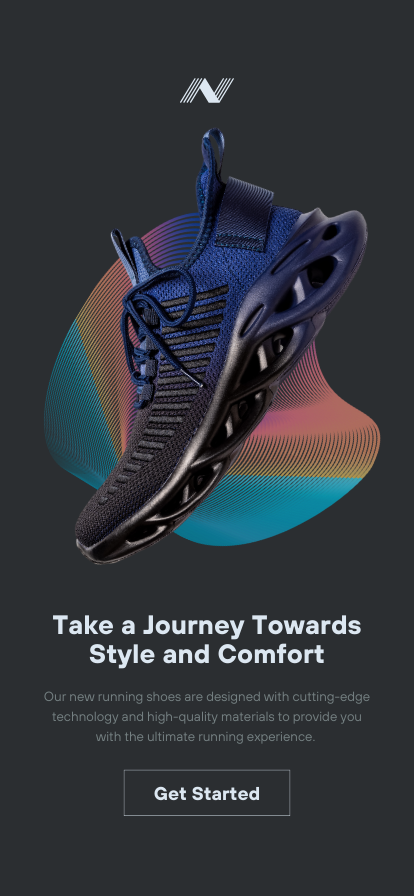 Take a Journey Towards
Style and Comfort
Our new running shoes are designed with cutting-edge
technology and high-quality materials to provide you
with the ultimate running experience.
Get Started